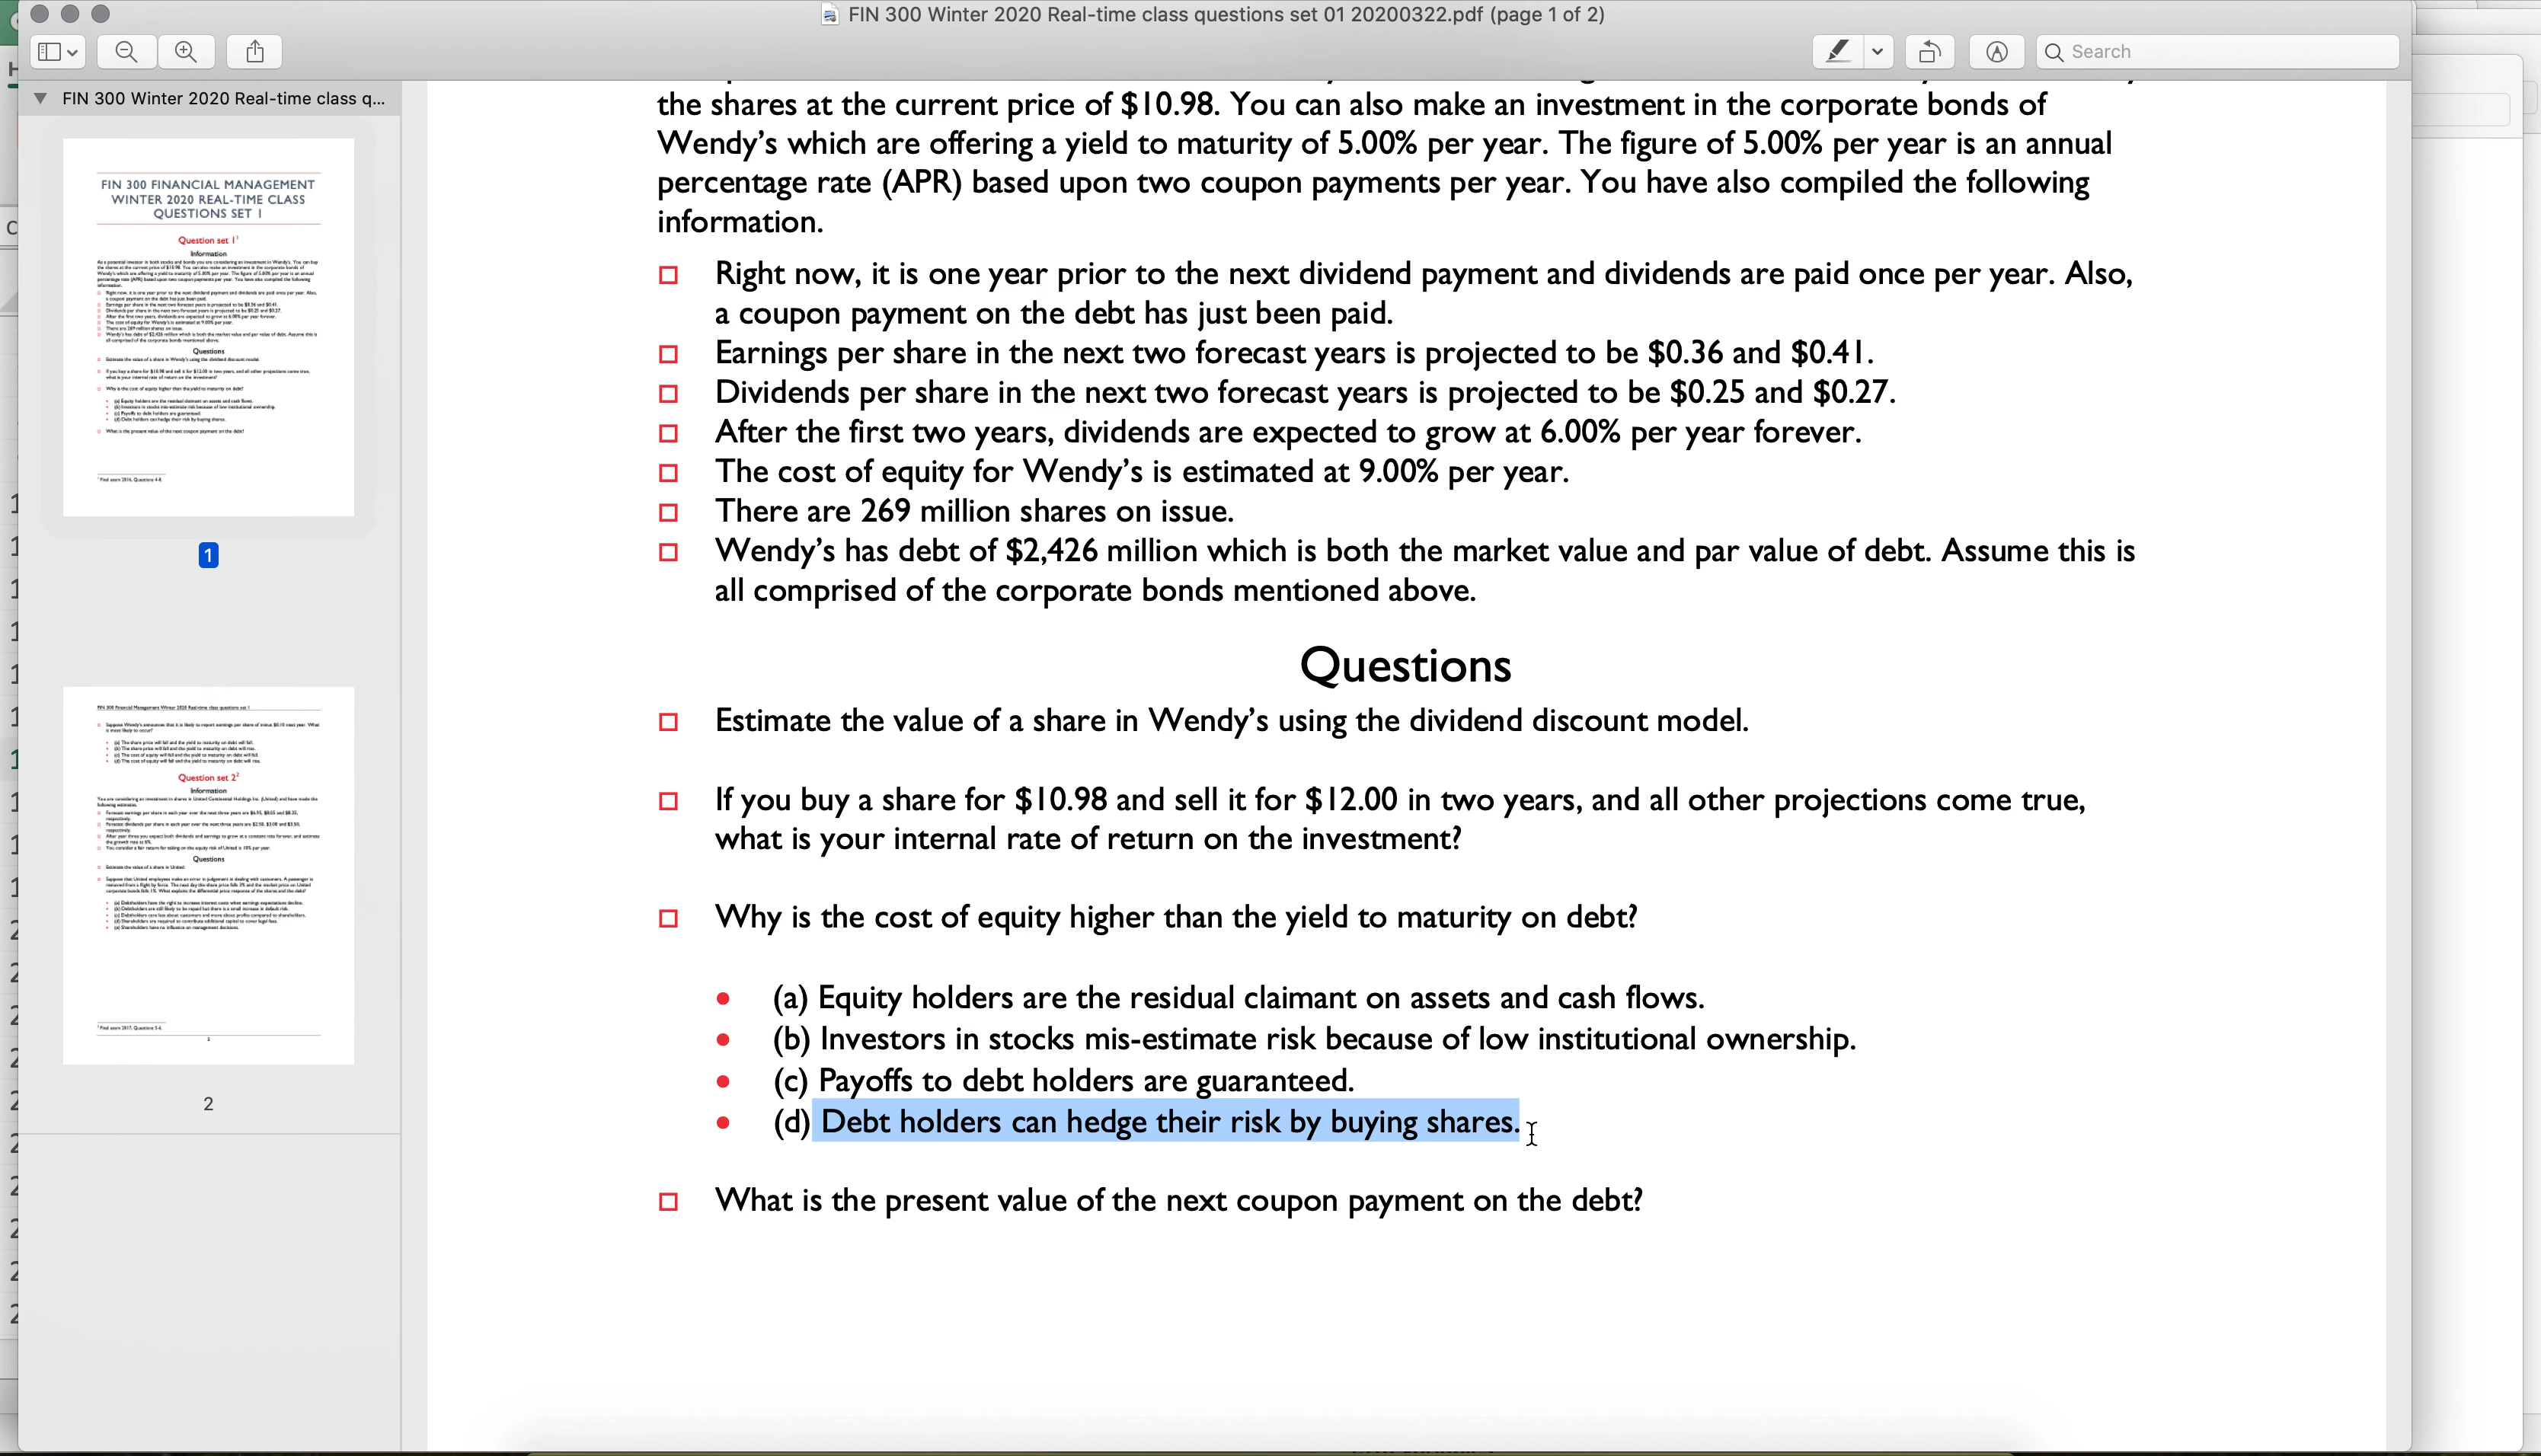 FIN 300 Winter 2020 Real-time class questions set 01 20200322.pdf (page 1 of 2)
Search
FIN 300 Winter 2020 Real-time class q...
FIN 300 FINANCIAL MANAGEMENT
WINTER 2020 REAL-TIME CLASS
QUESTIONS SET 1
Question set 1¹
Information
Questions
1
Question set 2²
Information
Questions
2
the shares at the current price of $10.98. You can also make an investment in the corporate bonds of
Wendy's which are offering a yield to maturity of 5.00% per year. The figure of 5.00% per year is an annual
percentage rate (APR) based upon two coupon payments per year. You have also compiled the following
information.
Right now, it is one year prior to the next dividend payment and dividends are paid once per year. Also,
a coupon payment on the debt has just been paid.
Earnings per share in the next two forecast years is projected to be $0.36 and $0.41.
Dividends per share in the next two forecast years is projected to be $0.25 and $0.27.
After the first two years, dividends are expected to grow at 6.00% per year forever.
The cost of equity for Wendy's is estimated at 9.00% per year.
There are 269 million shares on issue.
Wendy's has debt of $2,426 million which is both the market value and par value of debt. Assume this is
all comprised of the corporate bonds mentioned above.
Questions
Estimate the value of a share in Wendy's using the dividend discount model.
If you buy a share for $10.98 and sell it for $12.00 in two years, and all other projections come true,
what is your internal rate of return on the investment?
Why is the cost of equity higher than the yield to maturity on debt?
(a) Equity holders are the residual claimant on assets and cash flows.
(b) Investors in stocks mis-estimate risk because of low institutional ownership.
(c) Payoffs to debt holders are guaranteed.
(d) Debt holders can hedge their risk by buying shares.
What is the present value of the next coupon payment on the debt?